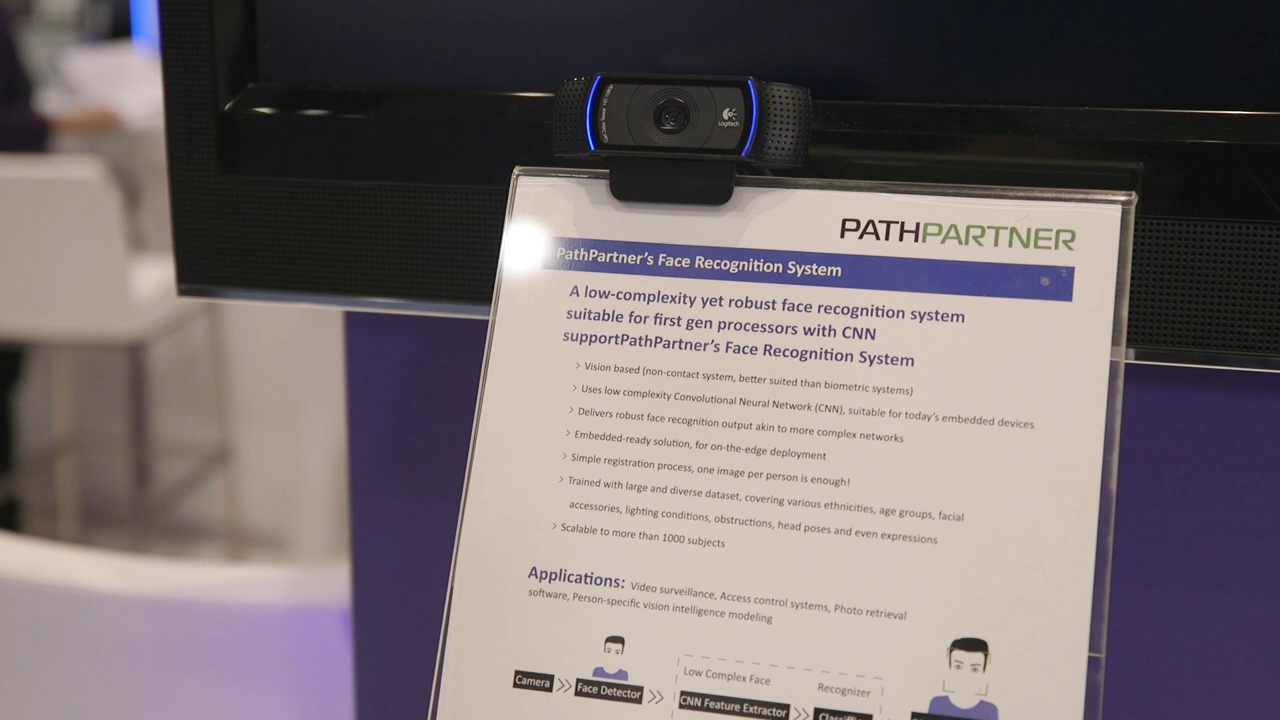 Carl Zeiss Tessar HD 1080p
Logitech
PATHPARTNER
PathPartner's Face Recognition System
A low-complexity yet robust face recognition system
suitable for first gen processors with CNN
supportPathPartner's Face Recognition System
> Vision based (non-contact system, better suited than biometric systems)
> Uses low complexity Convolutional Neural Network (CNN), suitable for today's embedded devices
> Delivers robust face recognition output akin to more complex networks
> Embedded-ready solution, for on-the-edge deployment
> Simple registration process, one image per person is enough!
> Trained with large and diverse dataset, covering various ethnicities, age groups, facial
accessories, lighting conditions, obstructions, head poses and even expressions
> Scalable to more than 1000 subjects
Applications: Video surveillance, Access control systems, Photo retrieval
software, Person-specific vision intelligence modeling
Low Complex Face
Recognizer
Camera >> Face Detector >> CNN Feature Extractor >>